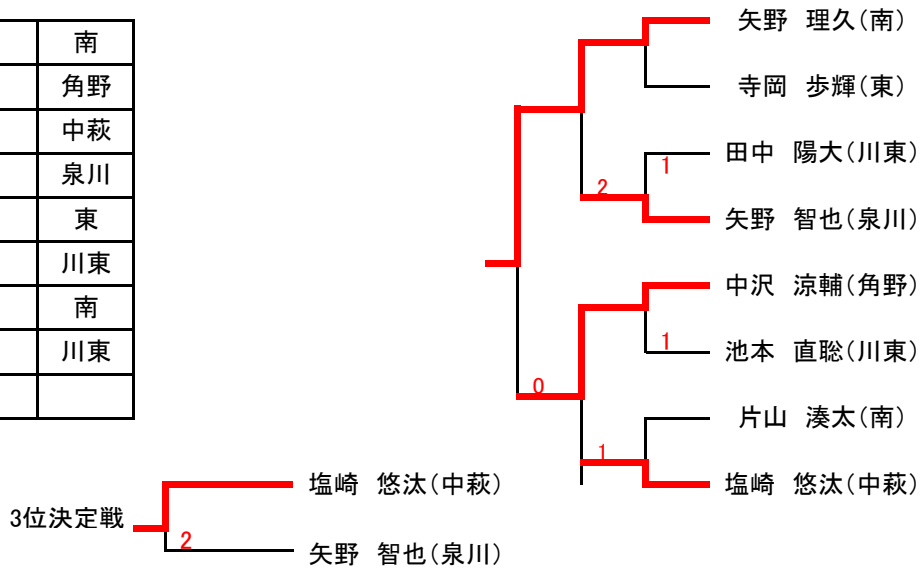 南
角野
中萩
泉川
東
川東
南
川東
矢野 理久(南)
寺岡 歩輝(東)
田中 陽大(川東)
1
2
矢野 智也(泉川)
中沢 涼輔(角野)
1
池本 直聡(川東)
0
片山 湊太(南)
1
塩崎 悠汰(中萩)
塩崎 悠汰(中萩)
3位決定戦
2
矢野 智也(泉川)